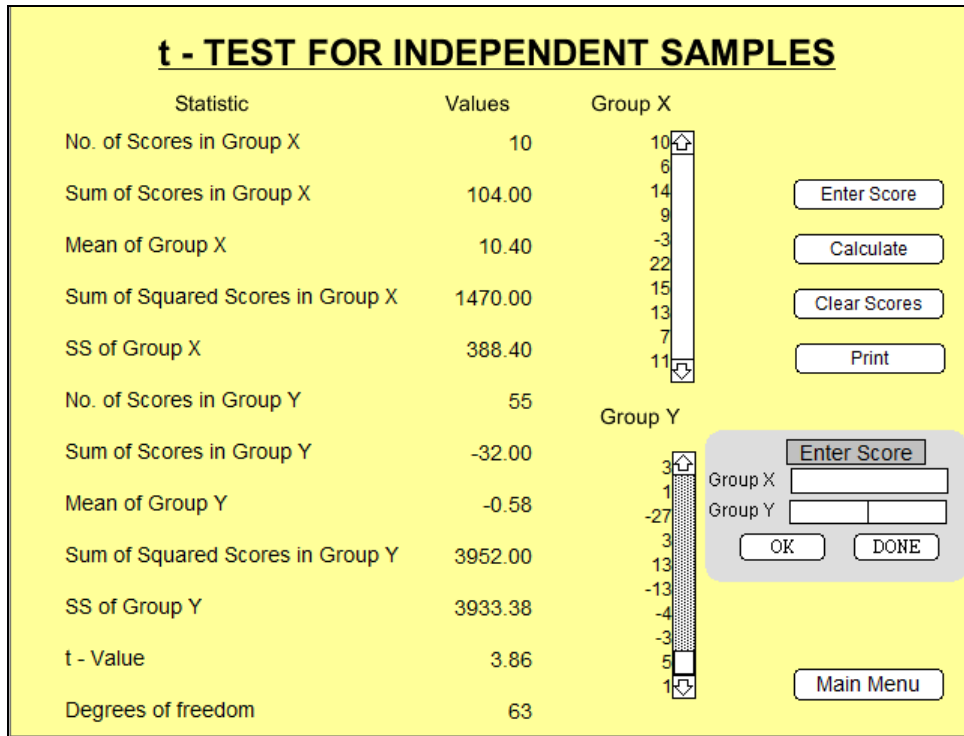 t - TEST FOR INDEPENDENT SAMPLES
Statistic Values Group X
No. of Scores in Group X 10
Sum of Scores in Group X 104.00
Mean of Group X 10.40
Sum of Squared Scores in Group X 1470.00
SS of Group X 388.40
No. of Scores in Group Y 55
Sum of Scores in Group Y -32.00
Mean of Group Y -0.58
Sum of Squared Scores in Group Y 3952.00
SS of Group Y 3933.38
t - Value 3.86
Degrees of freedom 63
10
6
14
9
-3
22
15
13
7
11
Group Y
3
1
-27
3
13
-13
-4
-3
5
1
Enter Score
Calculate
Clear Scores
Print
Enter Score
Group X
Group Y
OK DONE
Main Menu